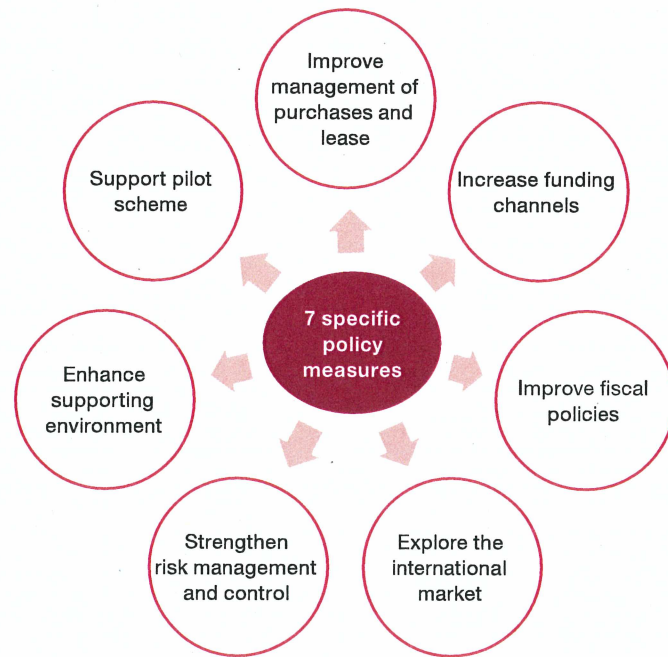 Improve
management of
purchases and
lease
Support pilot
scheme
Increase funding
channels
7 specific
policy
measures
Enhance
supporting
environment
Improve fiscal
policies
Strengthen
risk management
and control
Explore the
international
market